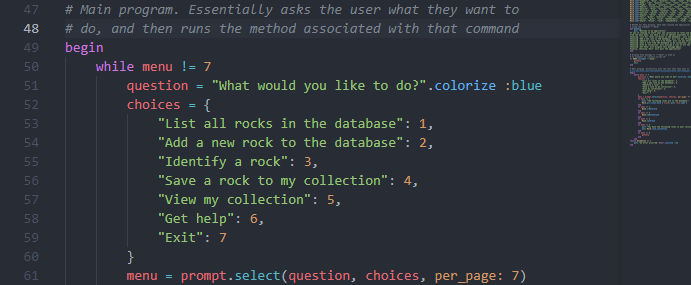 47 # Main program. Essentially asks the user what they want to
48 # do, and then runs the method associated with that command
49 begin
50 while menu != 7
51 question = "What would you like to do?".colorize :blue
52 choices = {
53 "List all rocks in the database": 1,
54 "Add a new rock to the database": 2,
55 "Identify a rock": 3,
56 "Save a rock to my collection": 4,
57 "View my collection": 5,
58 "Get help": 6,
59 "Exit": 7
60 }
61 menu = prompt.select(question, choices, per_page: 7)